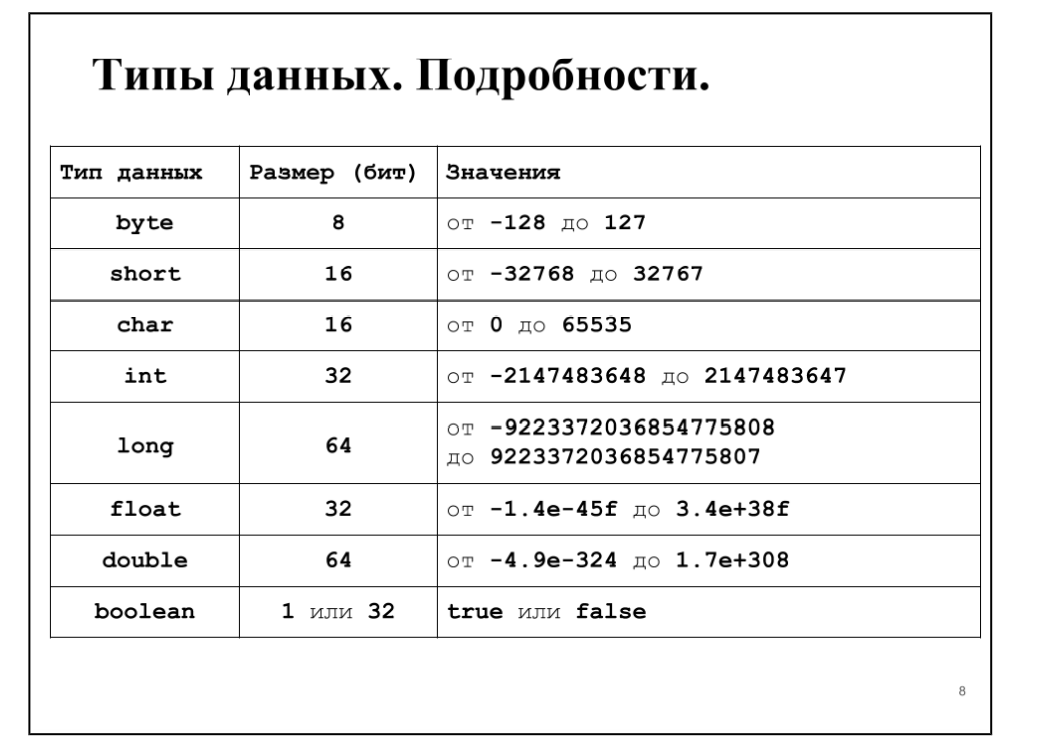 Типы данных. Подробности.
Тип данных Размер (бит) Значения
byte 8 от -128 до 127
short 16 от -32768 до 32767
char 16 от 0 до 65535
int 32 от -2147483648 до 2147483647
long 64 от -9223372036854775808
до 9223372036854775807
float 32 от -1.4e-45f до 3.4e+38f
double 64 от -4.9e-324 до 1.7e+308
boolean 1 или 32 true или false
8